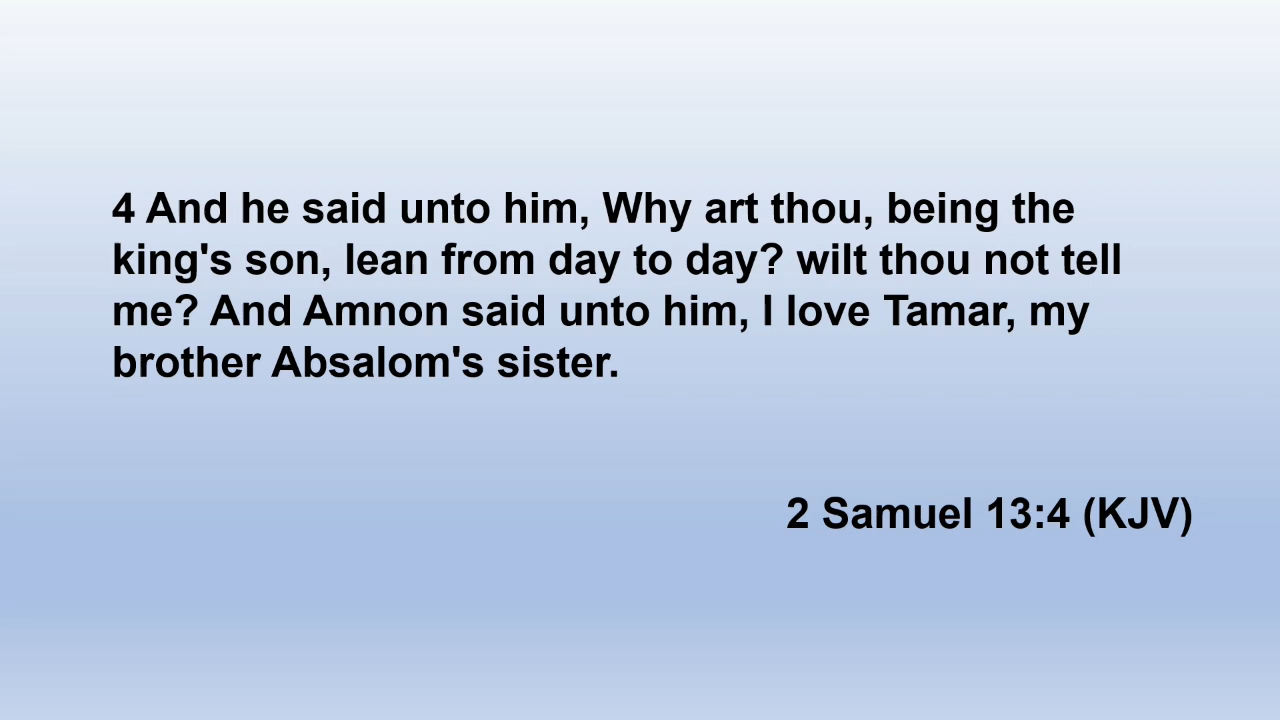 4 And he said unto him, Why art thou, being the
king's son, lean from day to day? wilt thou not tell
me? And Amnon said unto him, I love Tamar, my
brother Absalom's sister.
2 Samuel 13:4 (KJV)